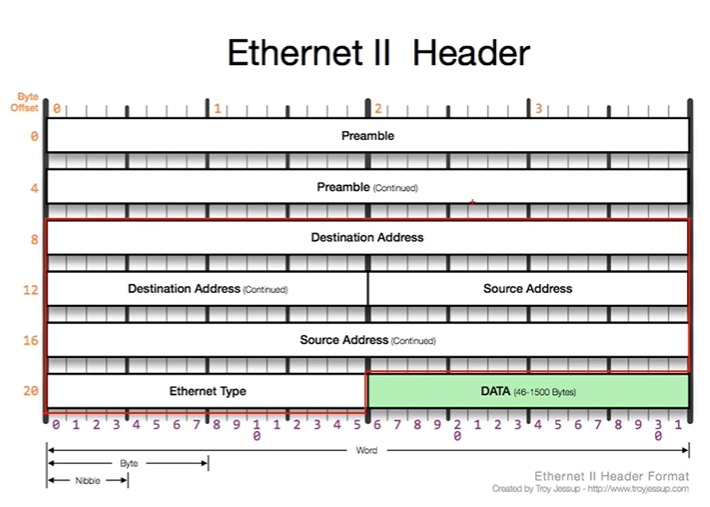 Ethernet II  Header
Byte
Offset
0 1 2 3
0 Preamble
4 Preamble (Continued)
8 Destination Address
12 Destination Address (Continued) Source Address
16 Source Address (Continued)
20 Ethernet Type DATA (46-1500 Bytes)
0 1 2 3 4 5 6 7 8 9 10 1 2 3 4 5 6 7 8 9 20 1 2 3 4 5 6 7 8 9 30 1
Word
Byte
Nibble
Ethernet II Header Format
Created by Troy Jessup - http://www.troyjessup.com